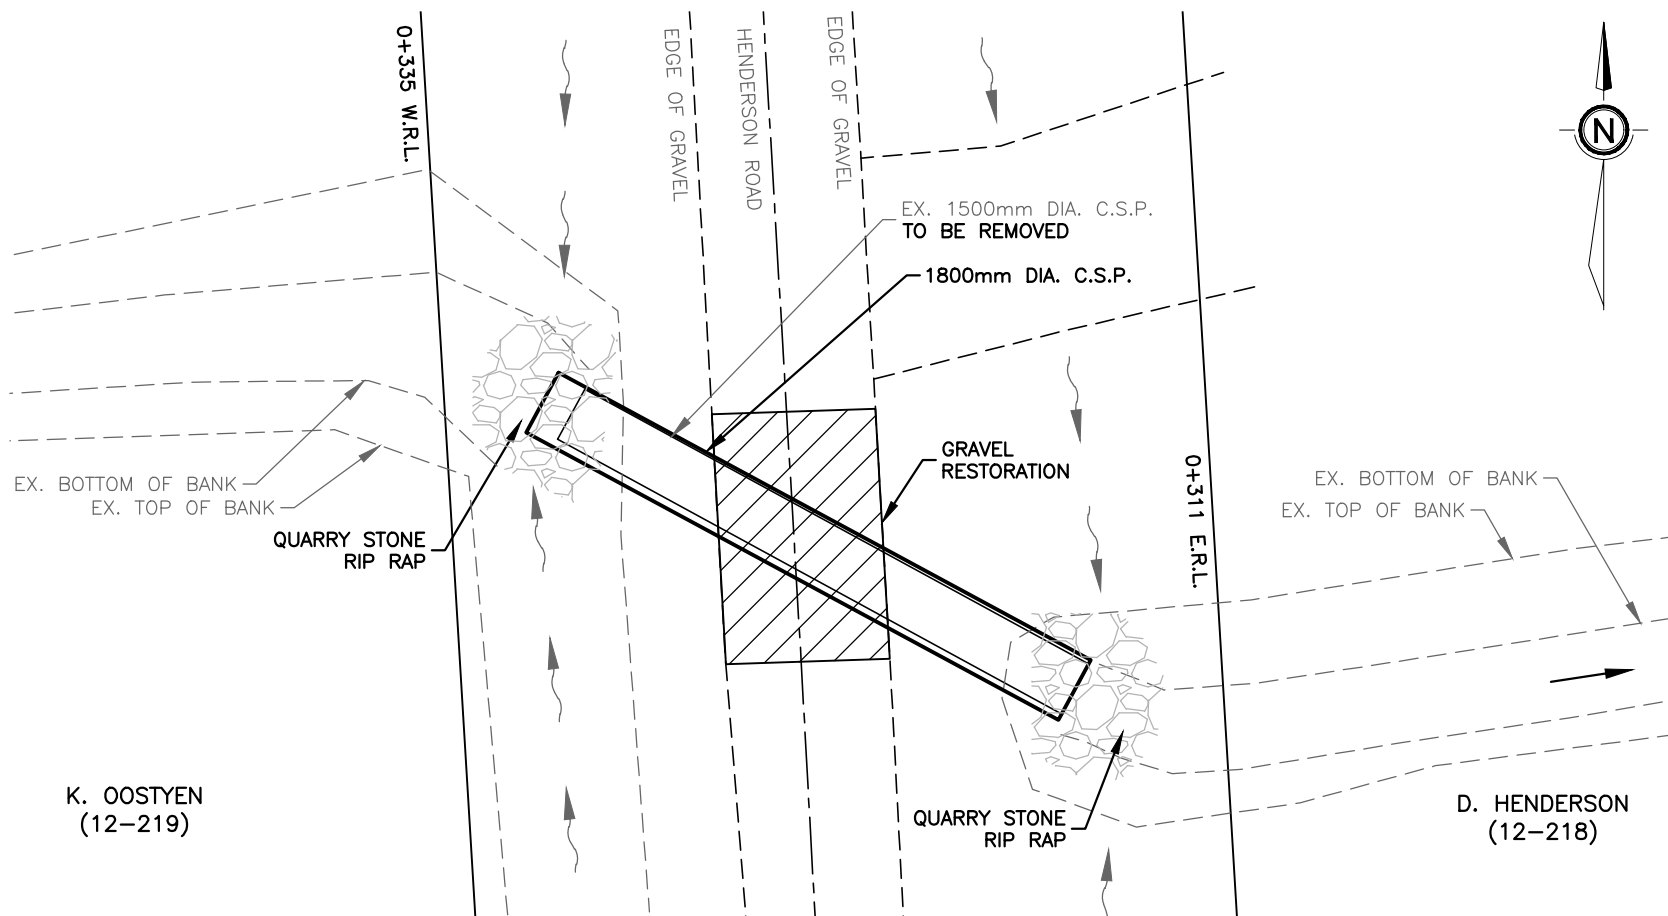 0+335 W.R.L.
EDGE OF GRAVEL
HENDERSON ROAD
EDGE OF GRAVEL
N
EX. 1500mm DIA. C.S.P.
TO BE REMOVED
1800mm DIA. C.S.P.
GRAVEL
RESTORATION
0+311 E.R.L.
EX. BOTTOM OF BANK
EX. TOP OF BANK
EX. BOTTOM OF BANK
EX. TOP OF BANK
QUARRY STONE
RIP RAP
K. OOSTYEN
(12-219)
QUARRY STONE
RIP RAP
D. HENDERSON
(12-218)